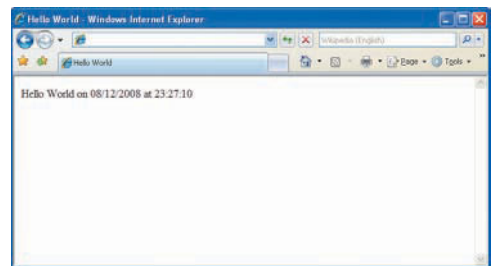 Hello World - Windows Internet Explorer
Wikipedia (English)
Hello World
Page
Tools
Hello World on 08/12/2008 at 23:27:10